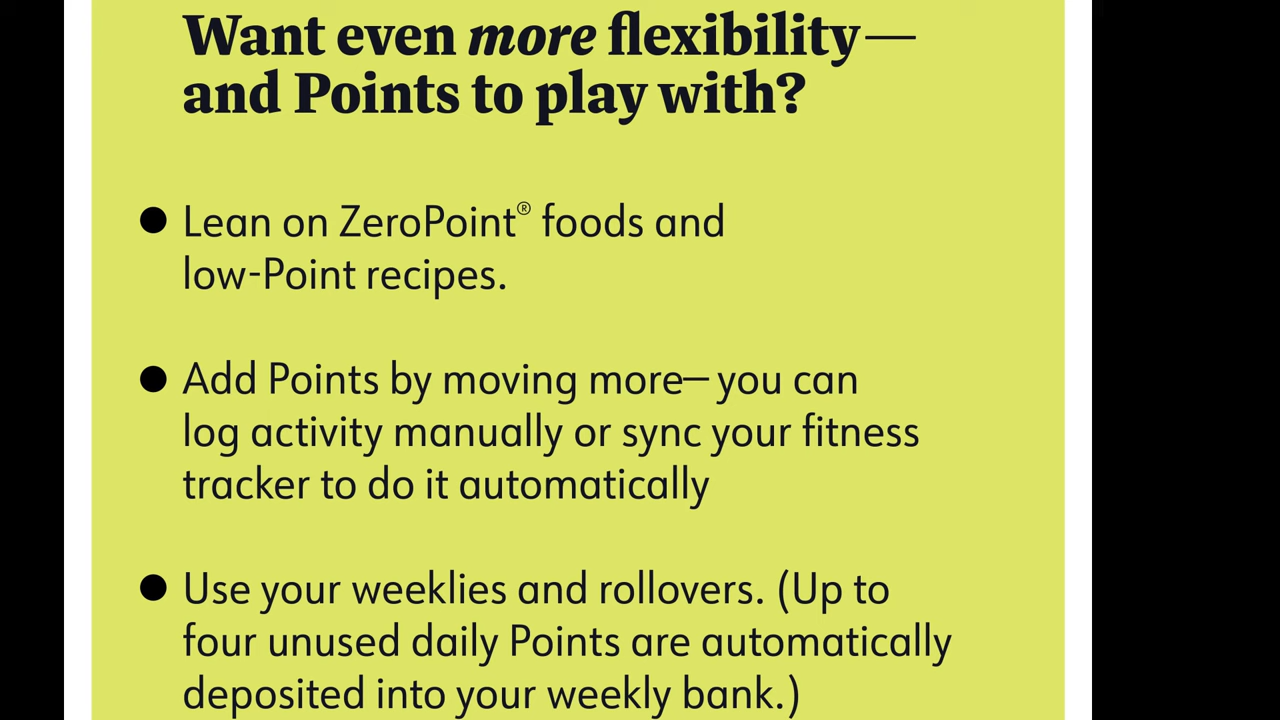 Want even more flexibility—
and Points to play with?
● Lean on ZeroPoint® foods and
low-Point recipes.
● Add Points by moving more—you can
log activity manually or sync your fitness
tracker to do it automatically
● Use your weeklies and rollovers. (Up to
four unused daily Points are automatically
deposited into your weekly bank.)